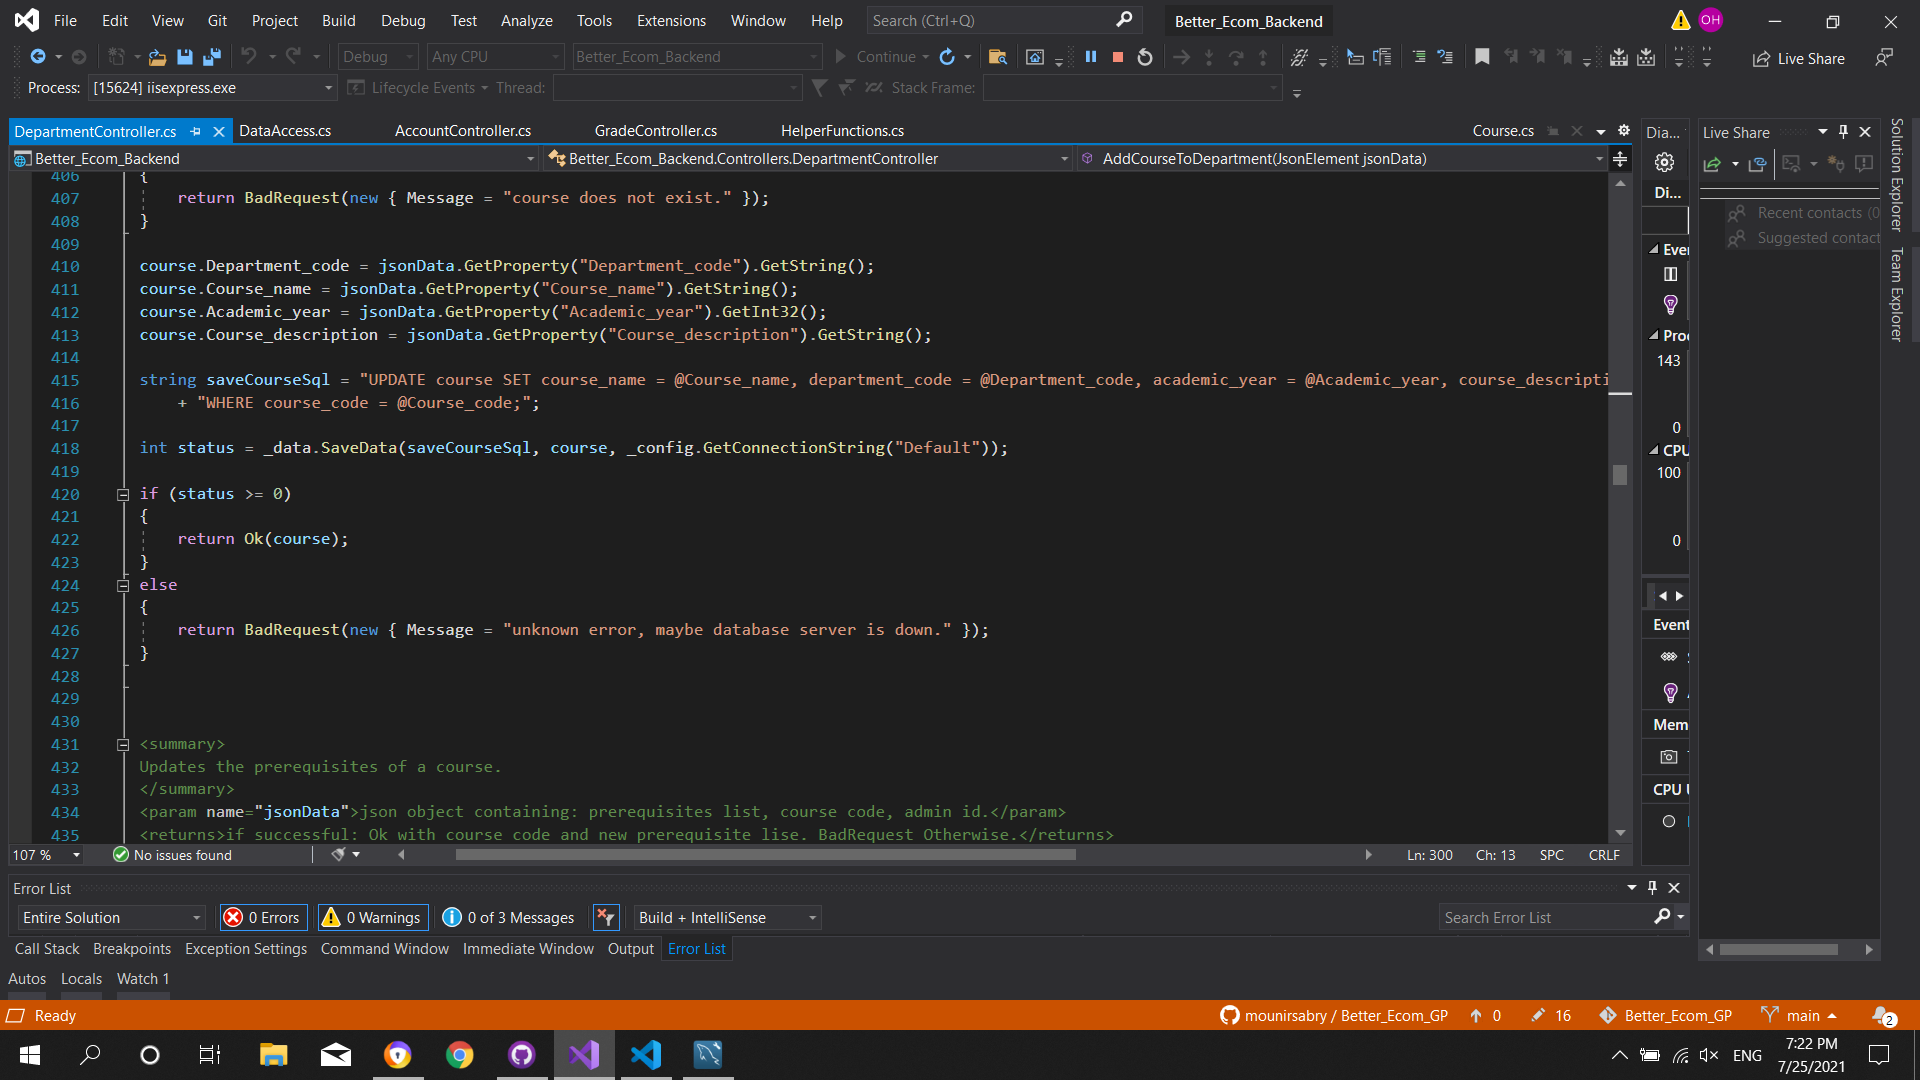 File Edit View Git Project Build Debug Test Analyze Tools Extensions Window Help Search (Ctrl+Q) Better_Ecom_Backend OH
Debug Any CPU Better_Ecom_Backend Continue Live Share
Process: [15624] iisexpress.exe Lifecycle Events Thread: Stack Frame:
DepartmentController.cs DataAccess.cs AccountController.cs GradeController.cs HelperFunctions.cs Course.cs
Better_Ecom_Backend Better_Ecom_Backend.Controllers.DepartmentController AddCourseToDepartment(JsonElement jsonData)
406 {
407 return BadRequest(new { Message = "course does not exist." });
408 }
409
410 course.Department_code = jsonData.GetProperty("Department_code").GetString();
411 course.Course_name = jsonData.GetProperty("Course_name").GetString();
412 course.Academic_year = jsonData.GetProperty("Academic_year").GetInt32();
413 course.Course_description = jsonData.GetProperty("Course_description").GetString();
414
415 string saveCourseSql = "UPDATE course SET course_name = @Course_name, department_code = @Department_code, academic_year = @Academic_year, course_descripti
416 + "WHERE course_code = @Course_code;";
417
418 int status = _data.SaveData(saveCourseSql, course, _config.GetConnectionString("Default"));
419
420 if (status >= 0)
421 {
422 return Ok(course);
423 }
424 else
425 {
426 return BadRequest(new { Message = "unknown error, maybe database server is down." });
427 }
428
429
430
431 <summary>
432 Updates the prerequisites of a course.
433 </summary>
434 <param name="jsonData">json object containing: prerequisites list, course code, admin id.</param>
435 <returns>if successful: Ok with course code and new prerequisite lise. BadRequest Otherwise.</returns>
107 % No issues found Ln: 300 Ch: 13 SPC CRLF
Dia...
Di...
Eve
Proc
143
0
CPU
100
0
Event
Mem
CPU U
Live Share
Recent contacts (0
Suggested contact
Solution Explorer
Team Explorer
Error List
Entire Solution 0 Errors 0 Warnings 0 of 3 Messages Build + IntelliSense Search Error List
Call Stack Breakpoints Exception Settings Command Window Immediate Window Output Error List
Autos Locals Watch 1
Ready mounirsabry / Better_Ecom_GP 0 16 Better_Ecom_GP main 2
ENG 7:22 PM
7/25/2021